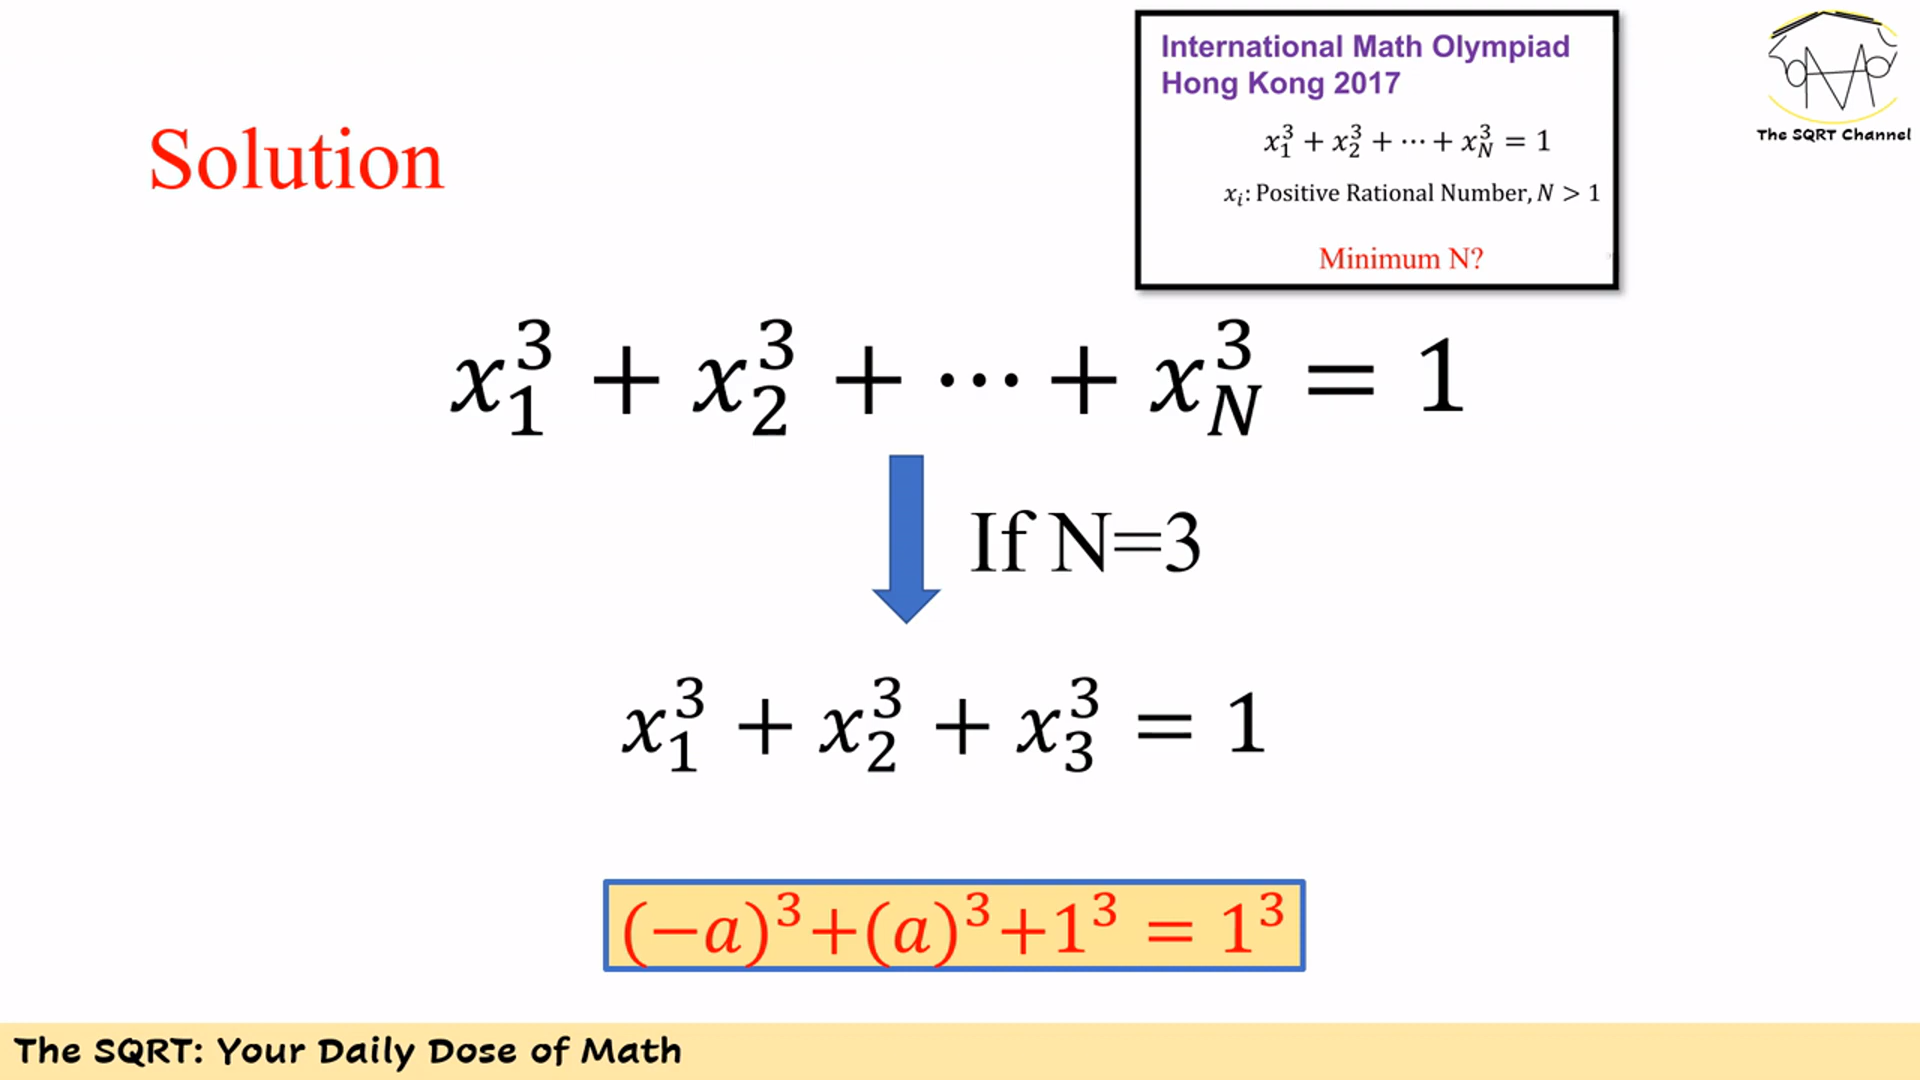 International Math Olympiad
Hong Kong 2017
x₁³ + x₂³ + ⋯ + x_N³ = 1
xᵢ: Positive Rational Number, N > 1
Minimum N?
The SQRT Channel
Solution
x₁³ + x₂³ + ⋯ + x_N³ = 1
If N=3
x₁³ + x₂³ + x₃³ = 1
(−a)³+(a)³+1³ = 1³
The SQRT: Your Daily Dose of Math